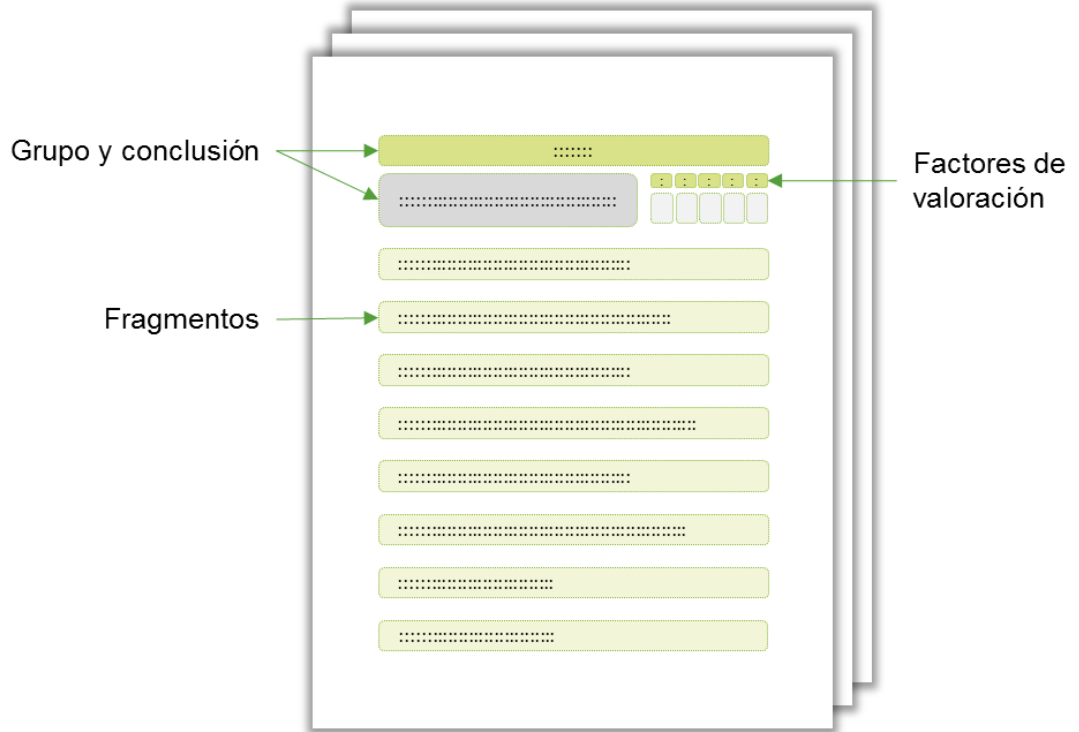 Grupo y conclusión
Factores de
valoración
Fragmentos